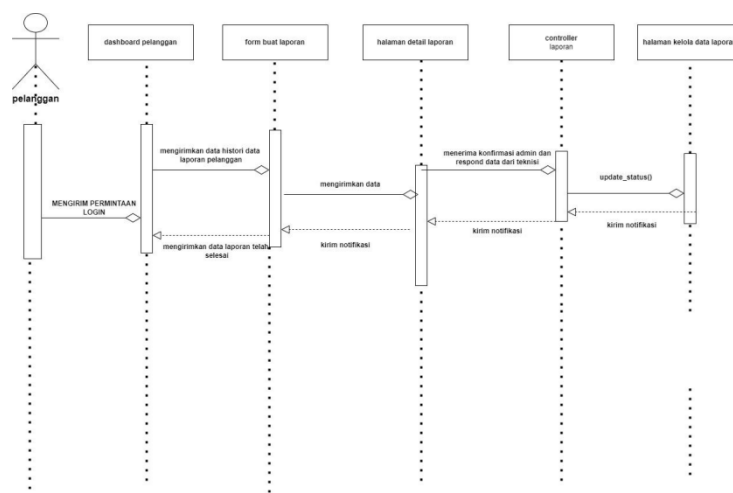 dashboard pelanggan
form buat laporan
halaman detail laporan
controller
laporan
halaman kelola data laporan
pelanggan
mengirimkan data histori data
laporan pelanggan
menerima konfirmasi admin dan
respond data dari teknisi
mengirimkan data
update_status()
MENGIRIM PERMINTAAN
LOGIN
mengirimkan data laporan telah
selesai
kirim notifikasi
kirim notifikasi
kirim notifikasi